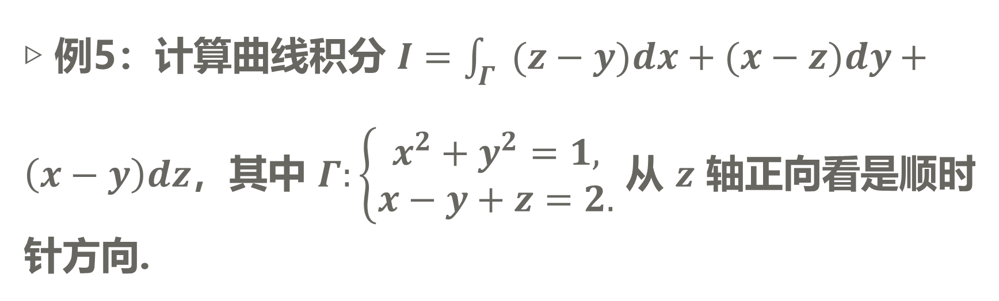 ▷ 例5：计算曲线积分 I = ∫_Γ (z − y)dx + (x − z)dy +
(x − y)dz，其中 Γ: { x² + y² = 1, x − y + z = 2. 从 z 轴正向看是顺时
针方向.